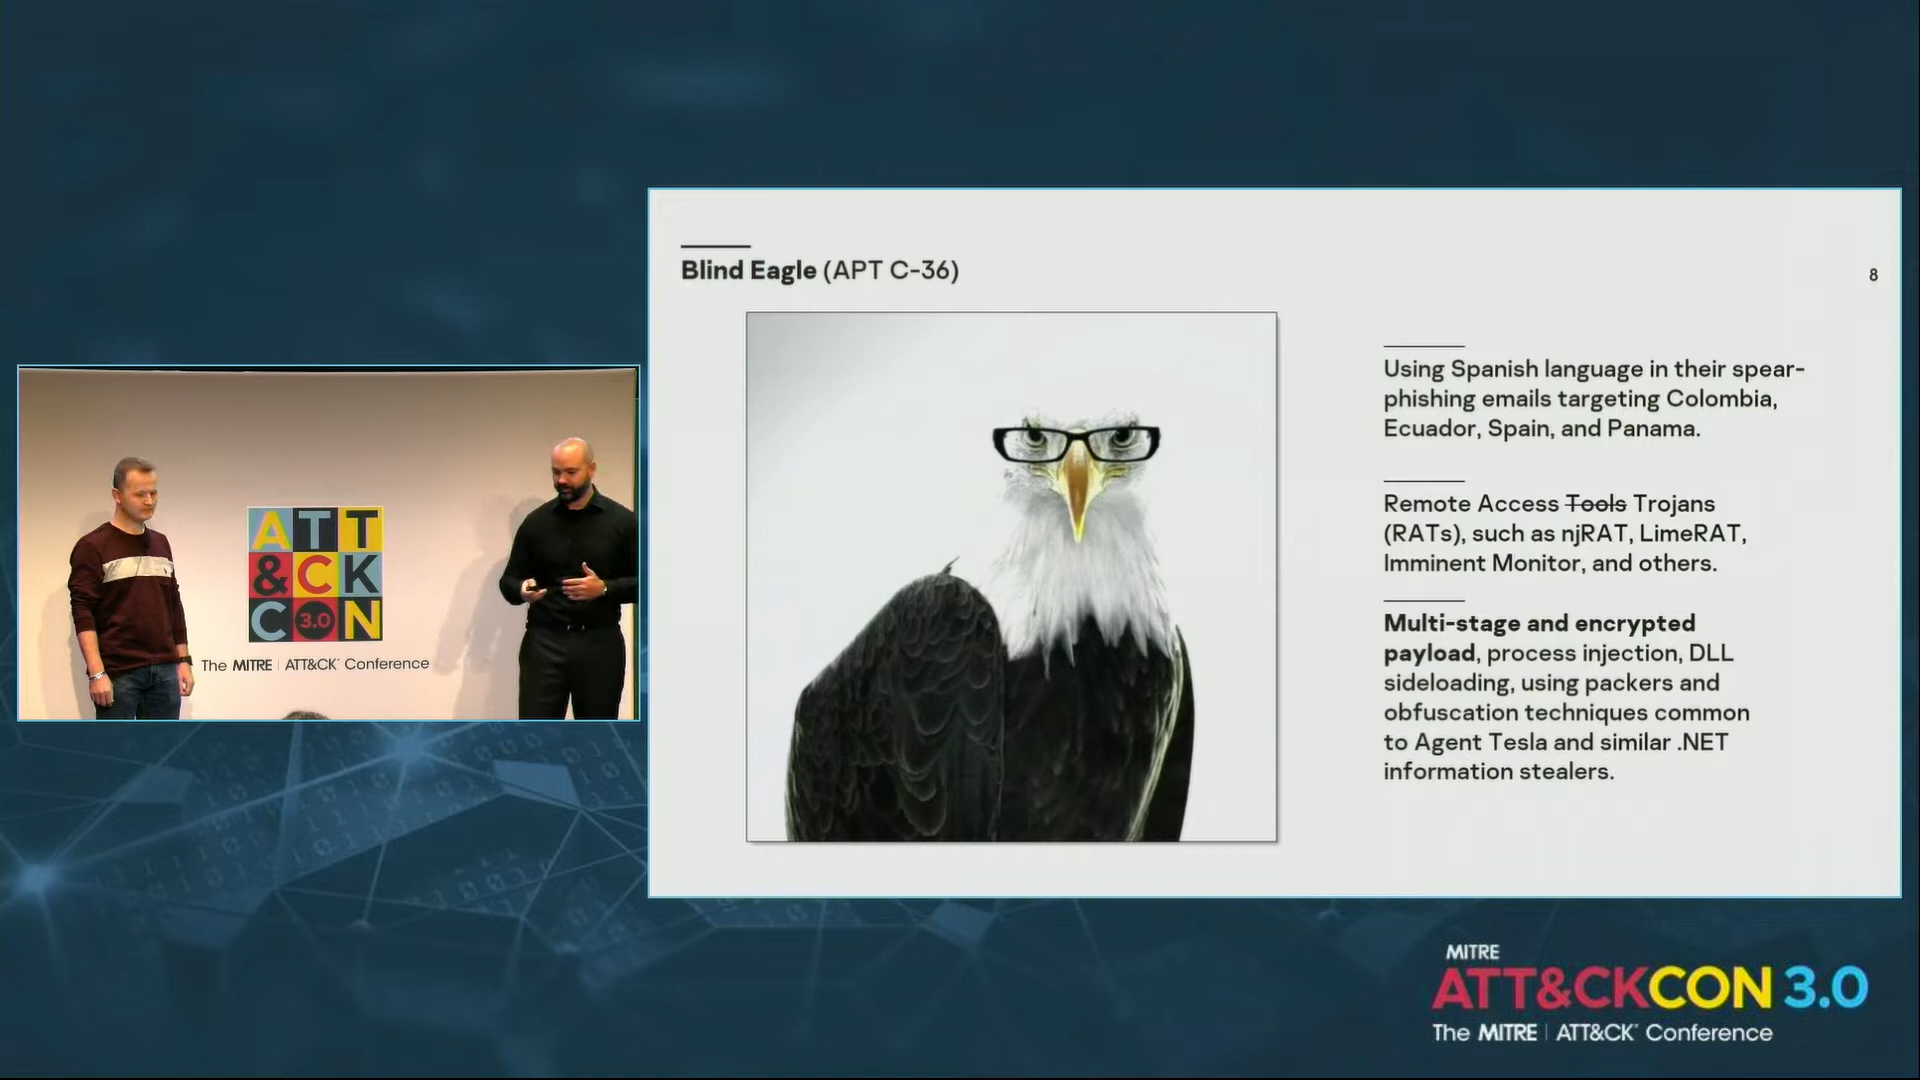 Blind Eagle (APT C-36)
8
Using Spanish language in their spear-
phishing emails targeting Colombia,
Ecuador, Spain, and Panama.
Remote Access Tools Trojans
(RATs), such as njRAT, LimeRAT,
Imminent Monitor, and others.
Multi-stage and encrypted
payload, process injection, DLL
sideloading, using packers and
obfuscation techniques common
to Agent Tesla and similar .NET
information stealers.
ATT
&CK
CON
3.0
The MITRE | ATT&CK® Conference
MITRE
ATT&CKCON 3.0
The MITRE | ATT&CK® Conference